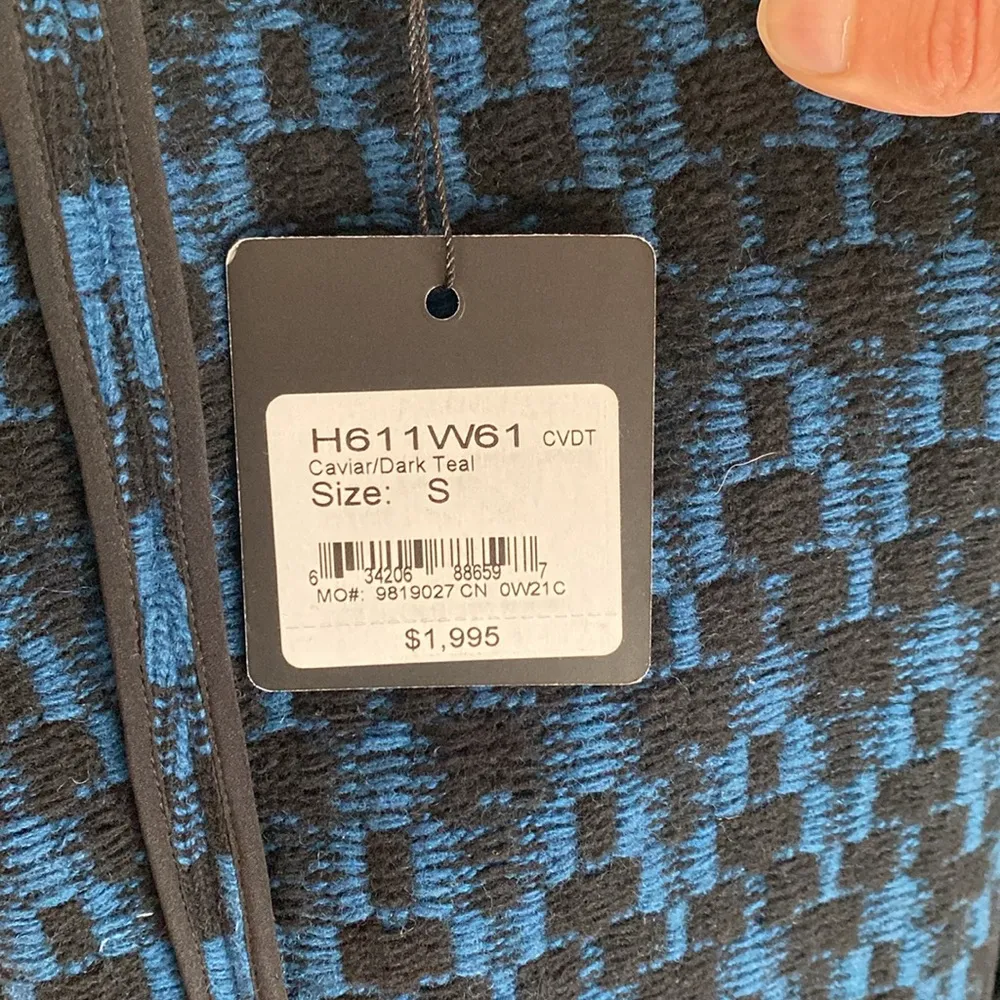 H611W61 CVDT
Caviar/Dark Teal
Size: S
6 34206 88659 7
MO#: 9819027 CN 0W21C
$1,995